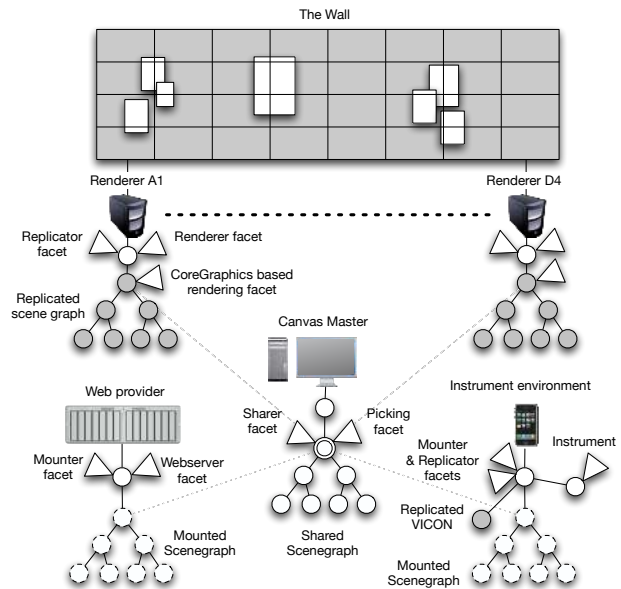 The Wall
Renderer A1
Renderer D4
Replicator
facet
Renderer facet
CoreGraphics based
rendering facet
Replicated
scene graph
Canvas Master
Web provider
Instrument environment
Sharer
facet
Picking
facet
Mounter
facet
Webserver
facet
Mounter
& Replicator
facets
Instrument
Replicated
VICON
Mounted
Scenegraph
Shared
Scenegraph
Mounted
Scenegraph